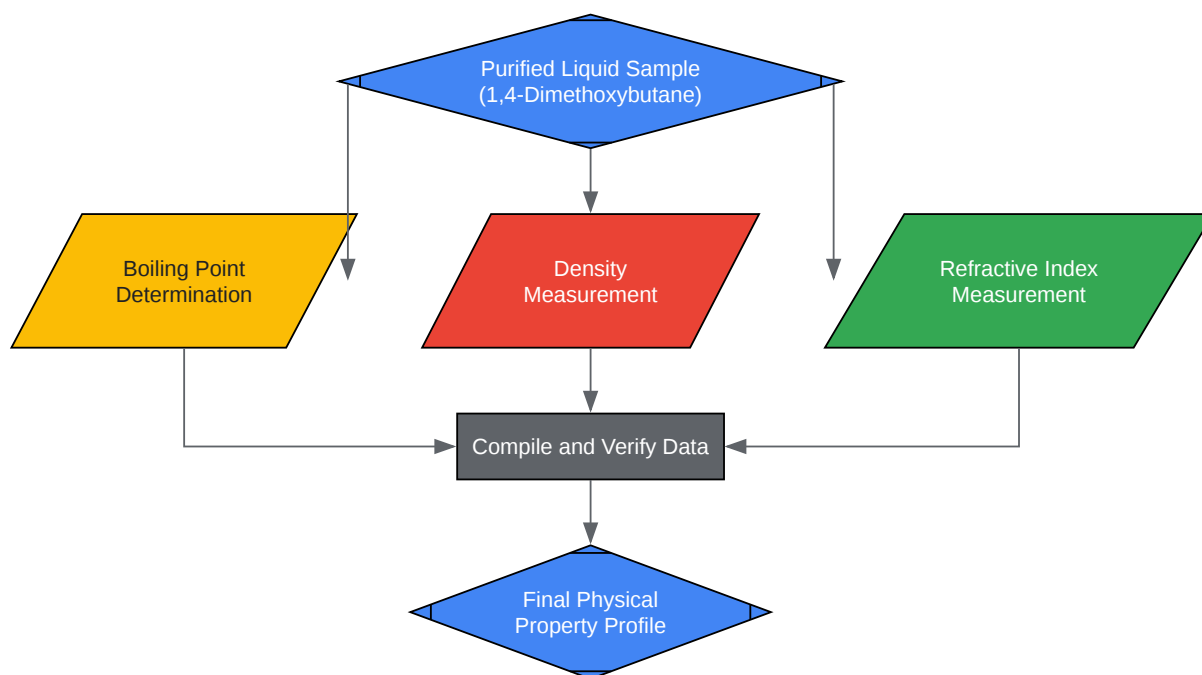 Purified Liquid Sample
(1,4-Dimethoxybutane)
Boiling Point
Determination
Density
Measurement
Refractive Index
Measurement
Compile and Verify Data
Final Physical
Property Profile